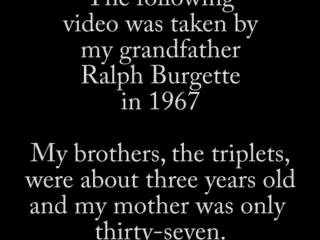 The following
video was taken by
my grandfather
Ralph Burgette
in 1967
My brothers, the triplets,
were about three years old
and my mother was only
thirty-seven.